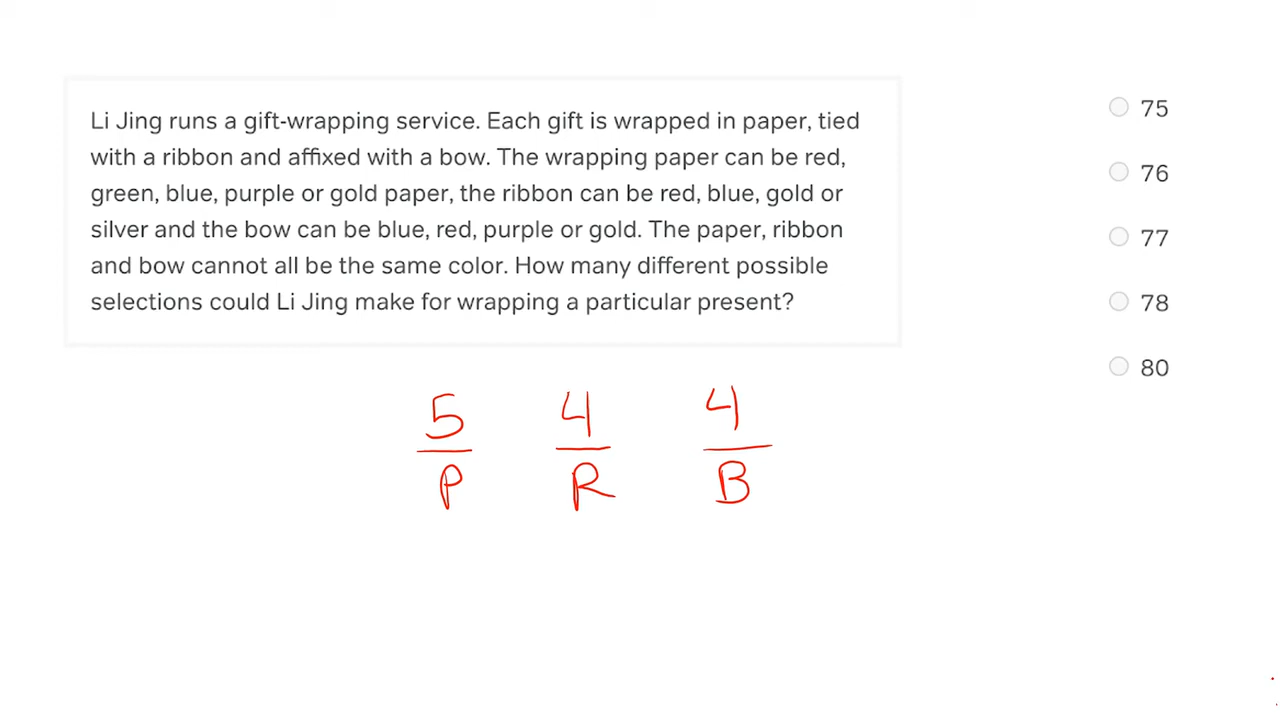 Li Jing runs a gift-wrapping service. Each gift is wrapped in paper, tied
with a ribbon and affixed with a bow. The wrapping paper can be red,
green, blue, purple or gold paper, the ribbon can be red, blue, gold or
silver and the bow can be blue, red, purple or gold. The paper, ribbon
and bow cannot all be the same color. How many different possible
selections could Li Jing make for wrapping a particular present?
75
76
77
78
80
5 4 4
P R B